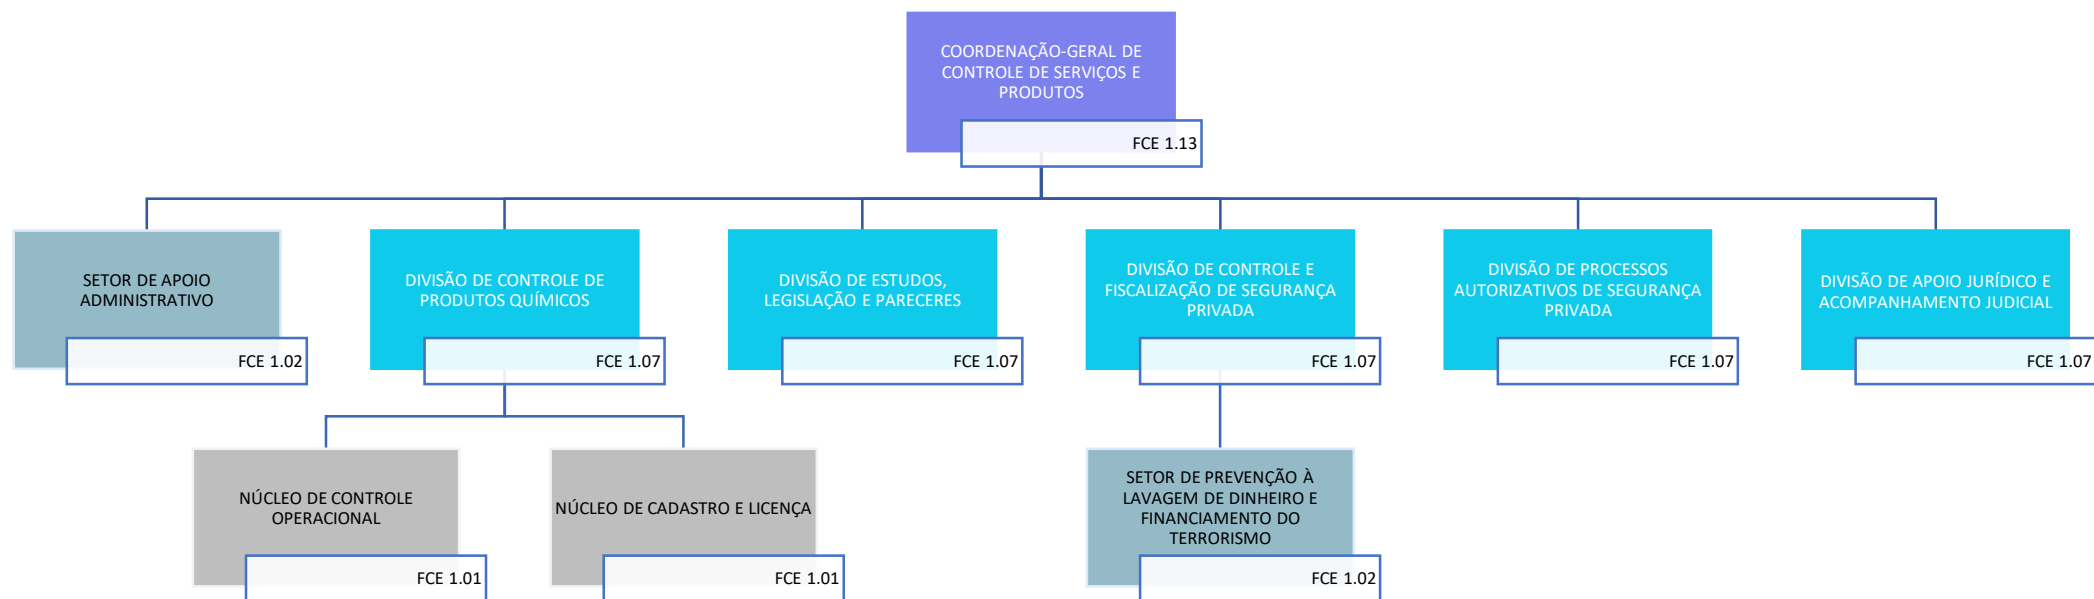 COORDENAÇÃO-GERAL DE
CONTROLE DE SERVIÇOS E
PRODUTOS
FCE 1.13
SETOR DE APOIO
ADMINISTRATIVO
FCE 1.02
DIVISÃO DE CONTROLE DE
PRODUTOS QUÍMICOS
FCE 1.07
DIVISÃO DE ESTUDOS,
LEGISLAÇÃO E PARECERES
FCE 1.07
DIVISÃO DE CONTROLE E
FISCALIZAÇÃO DE SEGURANÇA
PRIVADA
FCE 1.07
DIVISÃO DE PROCESSOS
AUTORIZATIVOS DE SEGURANÇA
PRIVADA
FCE 1.07
DIVISÃO DE APOIO JURÍDICO E
ACOMPANHAMENTO JUDICIAL
FCE 1.07
NÚCLEO DE CONTROLE
OPERACIONAL
FCE 1.01
NÚCLEO DE CADASTRO E LICENÇA
FCE 1.01
SETOR DE PREVENÇÃO À
LAVAGEM DE DINHEIRO E
FINANCIAMENTO DO
TERRORISMO
FCE 1.02